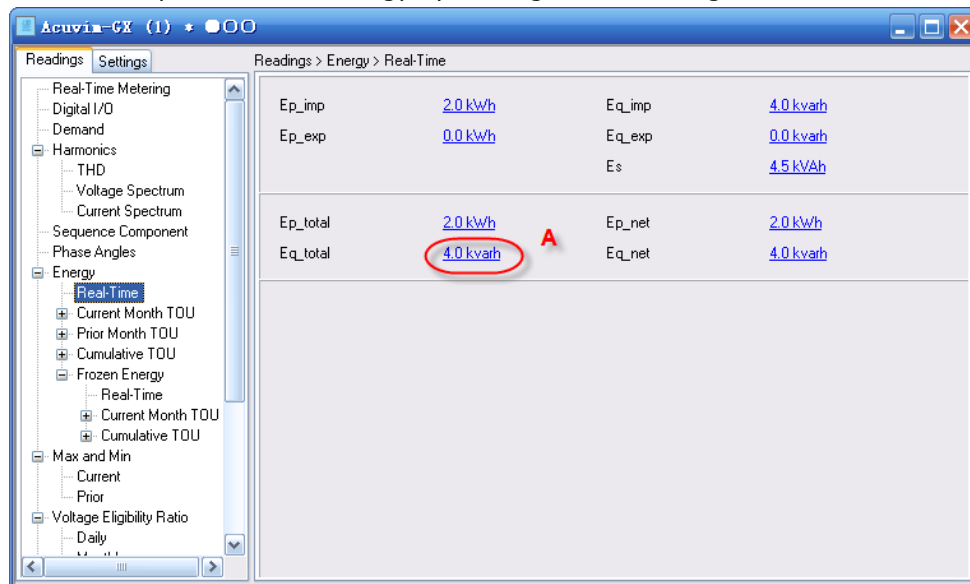 Acuvim-GX (1) *
Readings Settings
Readings > Energy > Real-Time
Real-Time Metering
Digital I/O
Demand
Harmonics
THD
Voltage Spectrum
Current Spectrum
Sequence Component
Phase Angles
Energy
Real-Time
Current Month TOU
Prior Month TOU
Cumulative TOU
Frozen Energy
Real-Time
Current Month TOU
Cumulative TOU
Max and Min
Current
Prior
Voltage Eligibility Ratio
Daily
Ep_imp 2.0 kWh Eq_imp 4.0 kvarh
Ep_exp 0.0 kWh Eq_exp 0.0 kvarh
Es 4.5 kVAh
Ep_total 2.0 kWh Ep_net 2.0 kWh
Eq_total 4.0 kvarh A Eq_net 4.0 kvarh